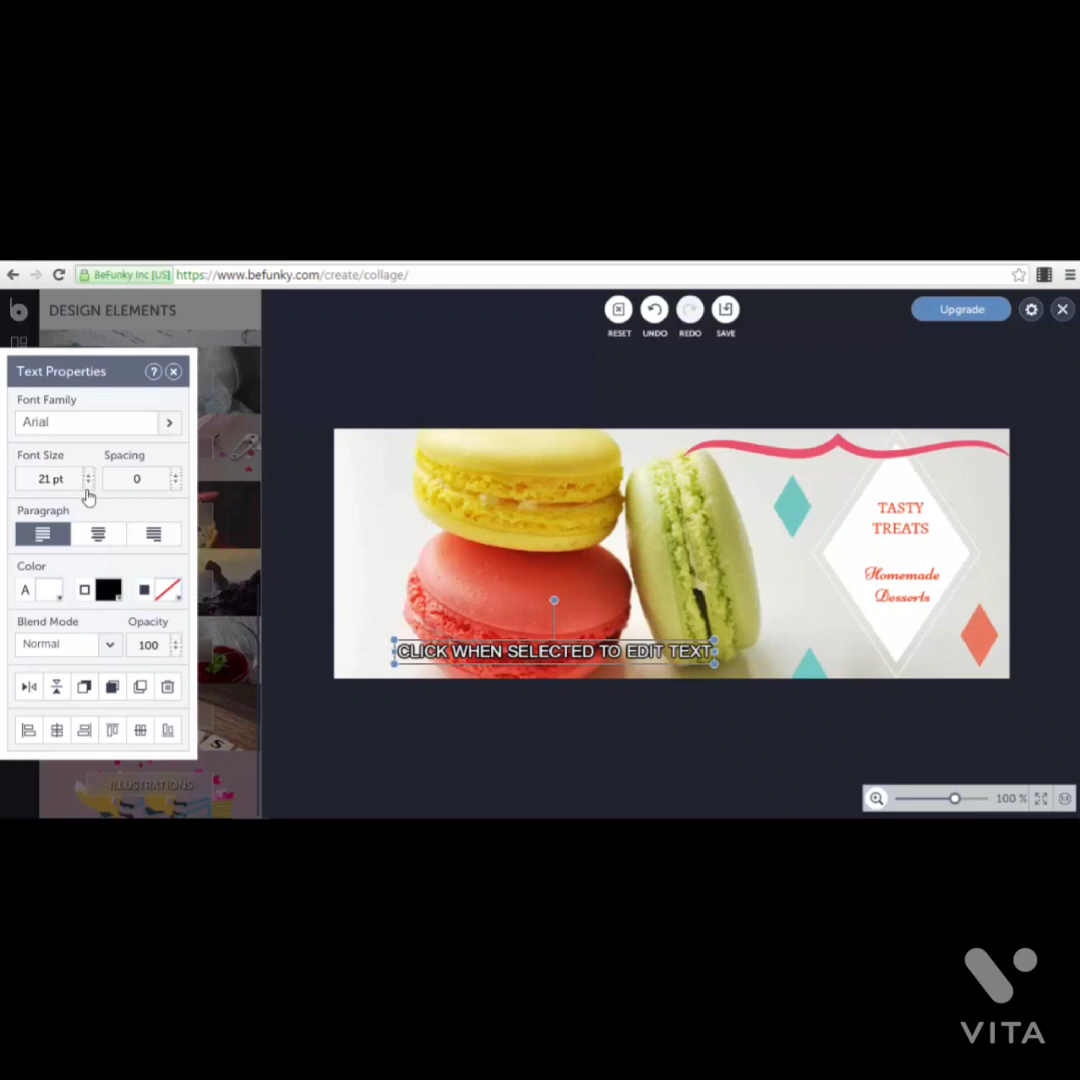 BeFunky Inc [US] https://www.befunky.com/create/collage/
DESIGN ELEMENTS
RESET
UNDO
REDO
SAVE
Upgrade
Text Properties
?
Font Family
Arial
Font Size
Spacing
21 pt
0
Paragraph
Color
A
Blend Mode
Opacity
Normal
100
ILLUSTRATIONS
TASTY
TREATS
Homemade
Desserts
CLICK WHEN SELECTED TO EDIT TEXT
100 %
VITA